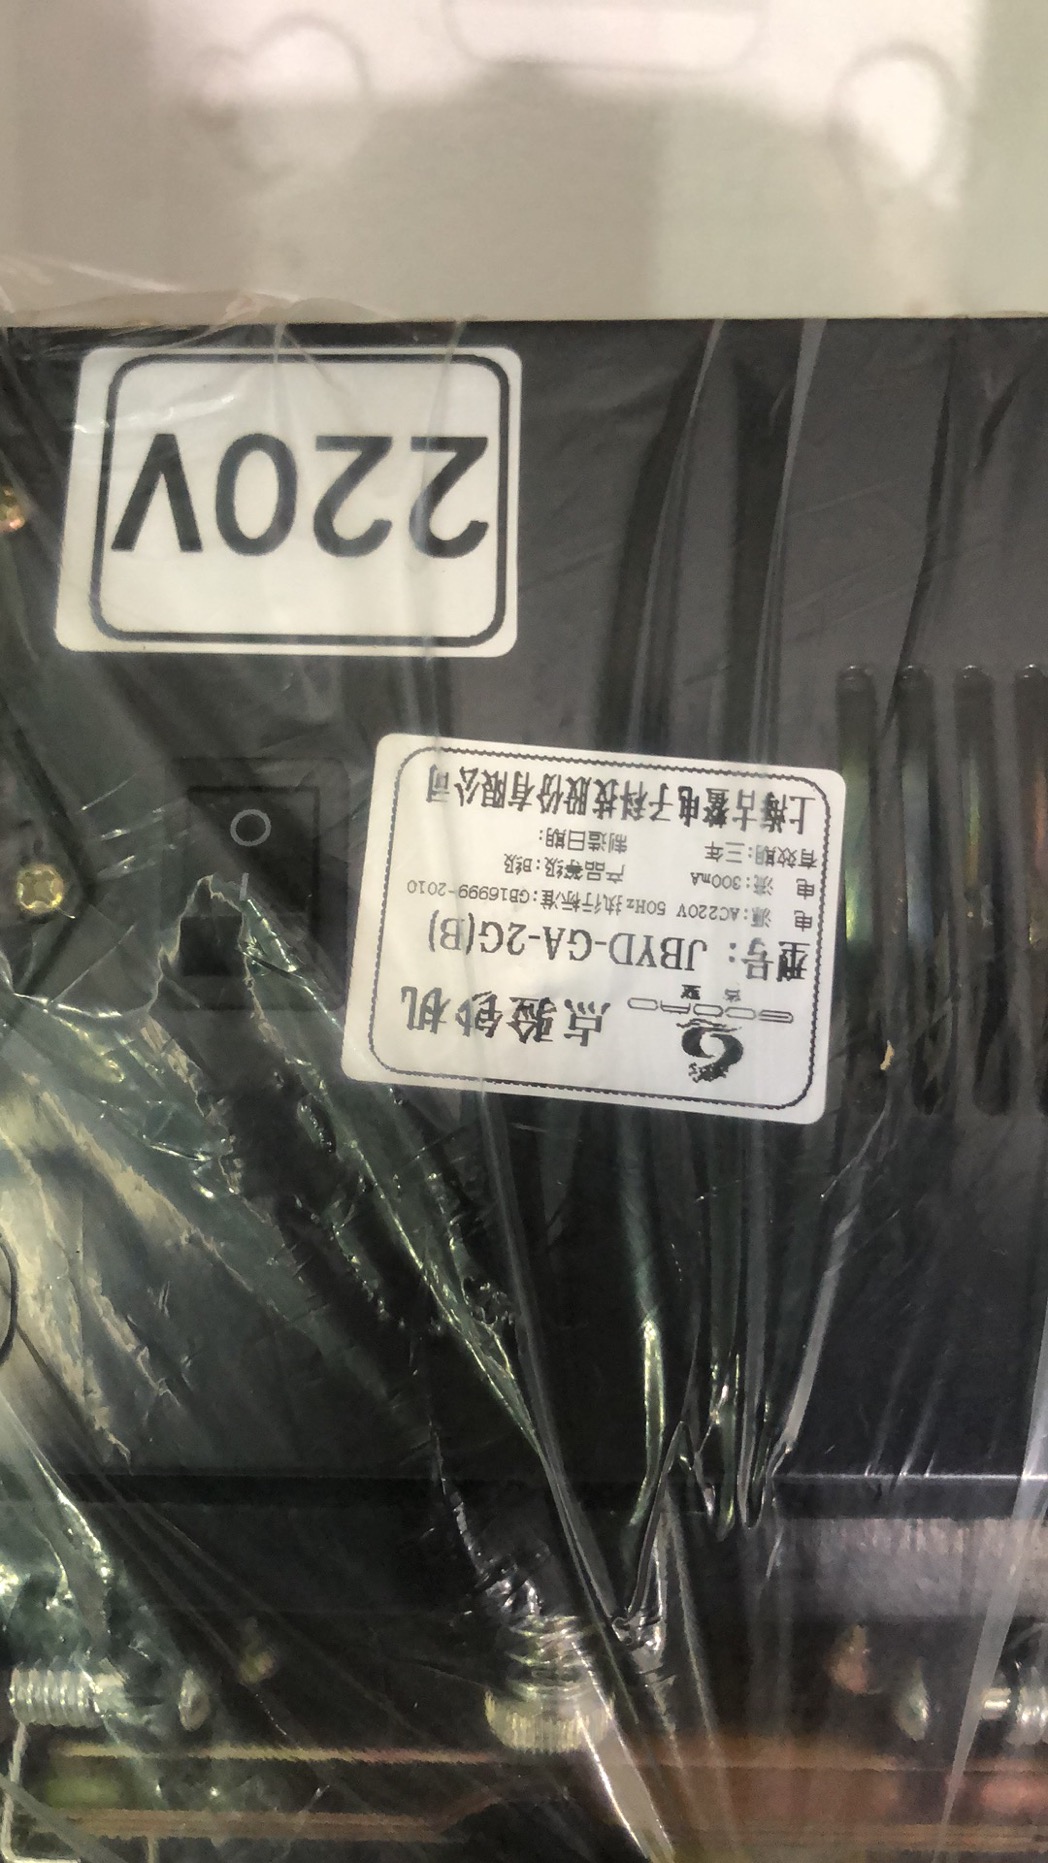 220V
GOOAO
古鳌
点验钞机
型号: JBYD-GA-2G(B)
电 源:AC220V 50Hz 执行标准:GB16999-2010
电 流:300mA 产品等级:B级
有效期:三年 制造日期:
上海古鳌电子科技股份有限公司